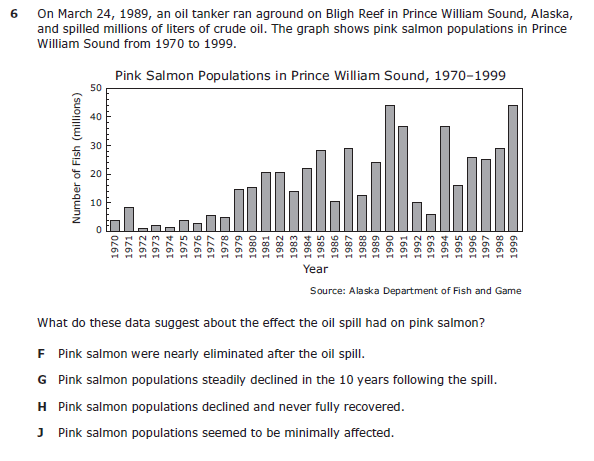 6 On March 24, 1989, an oil tanker ran aground on Bligh Reef in Prince William Sound, Alaska,
and spilled millions of liters of crude oil. The graph shows pink salmon populations in Prince
William Sound from 1970 to 1999.
Pink Salmon Populations in Prince William Sound, 1970–1999
Number of Fish (millions)
50
40
30
20
10
0
1970 1971 1972 1973 1974 1975 1976 1977 1978 1979 1980 1981 1982 1983 1984 1985 1986 1987 1988 1989 1990 1991 1992 1993 1994 1995 1996 1997 1998 1999
Year
Source: Alaska Department of Fish and Game
What do these data suggest about the effect the oil spill had on pink salmon?
F Pink salmon were nearly eliminated after the oil spill.
G Pink salmon populations steadily declined in the 10 years following the spill.
H Pink salmon populations declined and never fully recovered.
J Pink salmon populations seemed to be minimally affected.